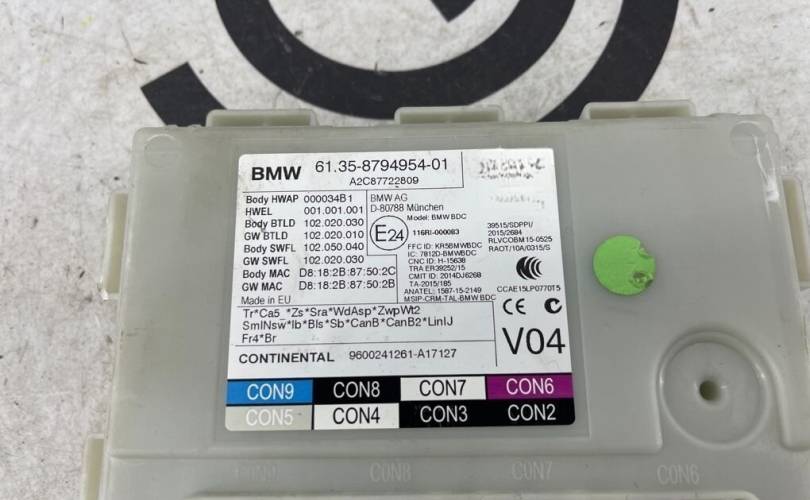 BMW 61.35-8794954-01
A2C87722809
Body HWAP 000034B1
HWEL 001.001.001
Body BTLD 102.020.030
GW BTLD 102.020.010
Body SWFL 102.050.040
GW SWFL 102.020.030
Body MAC D8:18:2B:87:50:2C
GW MAC D8:18:2B:87:50:2B
Made in EU
BMW AG
D-80788 München
Model: BMW BDC
E24 116RI-000083
FFC ID: KR5BMWBDC
IC: 7812D-BMWBDC
CNC ID: H-15638
TRA ER39252/15
CMIT ID: 2014DJ6268
TA-2015/185
ANATEL: 1587-15-2149
MSIP-CRM-TAL-BMW BDC
39515/SDPPI/
2015/2684
RLVCOBM15-0525
RAOT/10A/0315/S
CCC
CCAE15LP0770T5
CE
Tr*Ca5_*Zs*Sra*WdAsp*ZwpWt2
SmlNsw*Ib*Bls*Sb*CanB*CanB2*LinIJ
Fr4*Br
V04
CONTINENTAL 9600241261-A17127
CON9 CON8 CON7 CON6
CON5 CON4 CON3 CON2
CON9 CON8 CON7 CON6